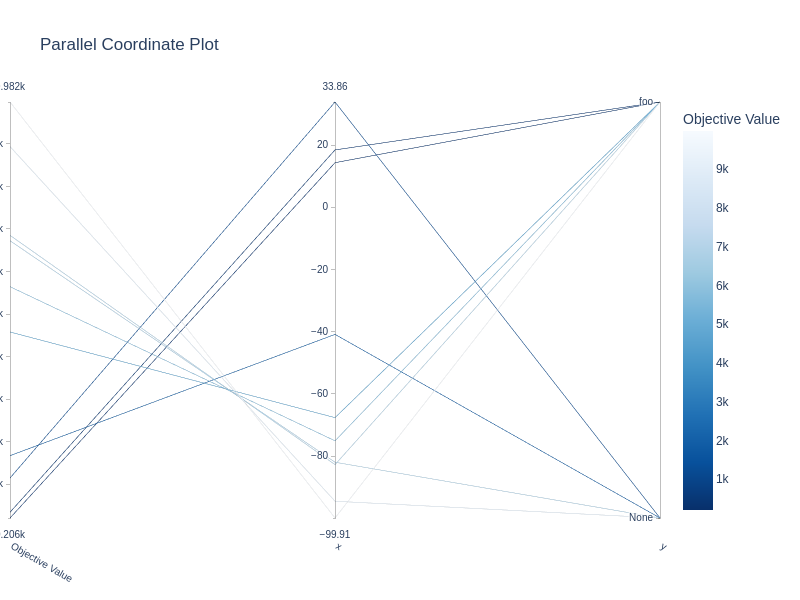 Parallel Coordinate Plot
.982k
k
k
k
k
k
k
k
k
k
.206k
Objective Value
33.86
20
0
−20
−40
−60
−80
−99.91
x
foo
None
y
Objective Value
9k
8k
7k
6k
5k
4k
3k
2k
1k